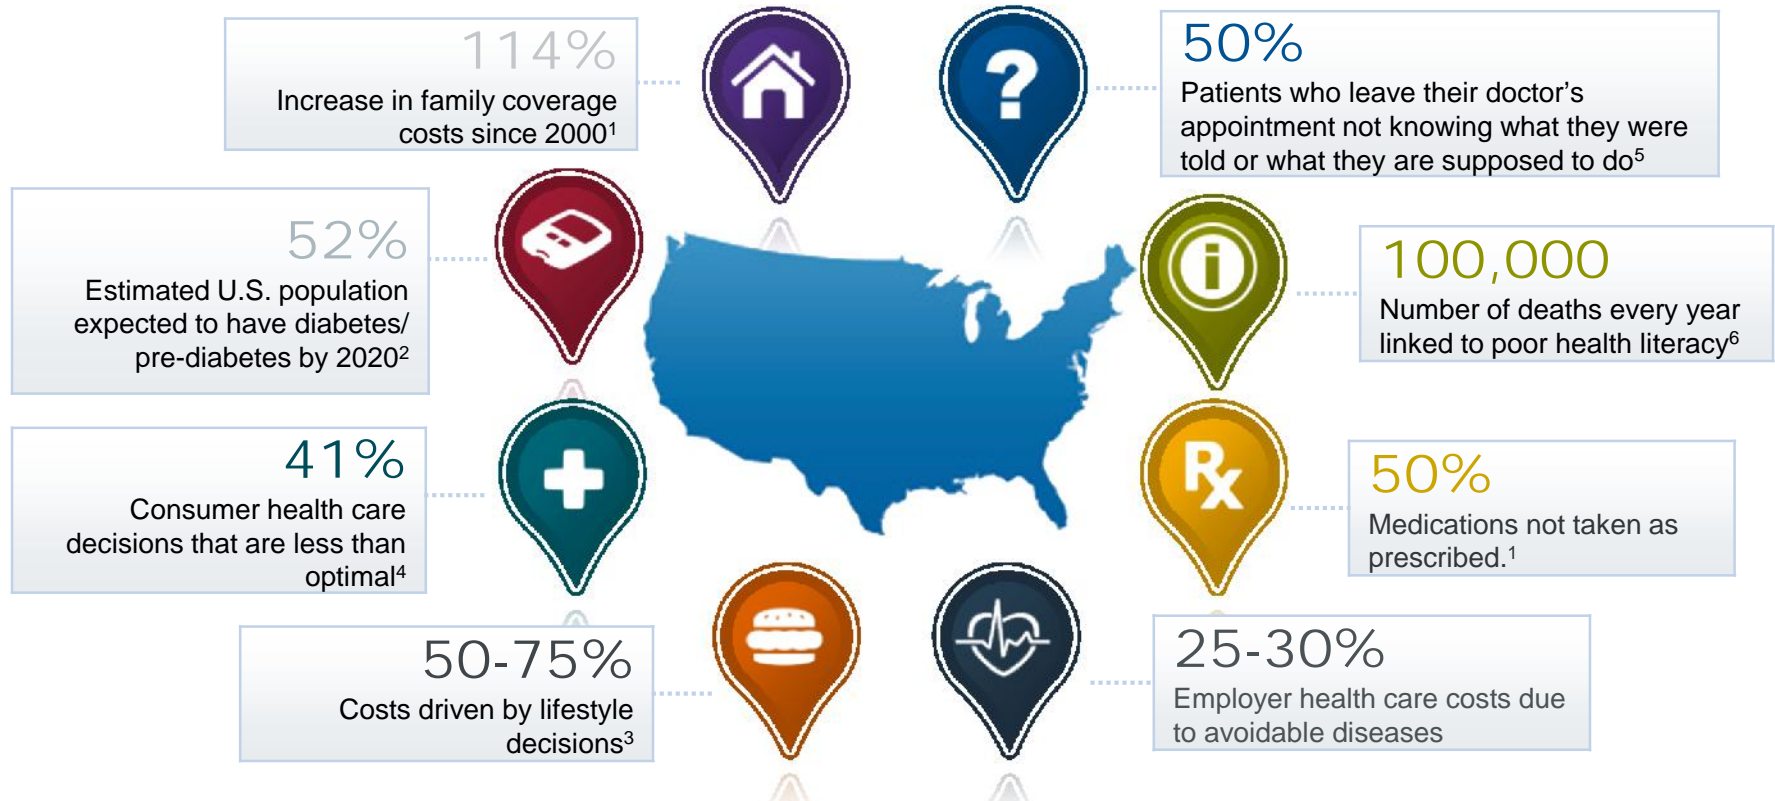 114%
Increase in family coverage
costs since 2000¹
52%
Estimated U.S. population
expected to have diabetes/
pre-diabetes by 2020²
41%
Consumer health care
decisions that are less than
optimal⁴
50-75%
Costs driven by lifestyle
decisions³
?
50%
Patients who leave their doctor’s
appointment not knowing what they were
told or what they are supposed to do⁵
i
100,000
Number of deaths every year
linked to poor health literacy⁶
Rx
50%
Medications not taken as
prescribed.¹
25-30%
Employer health care costs due
to avoidable diseases